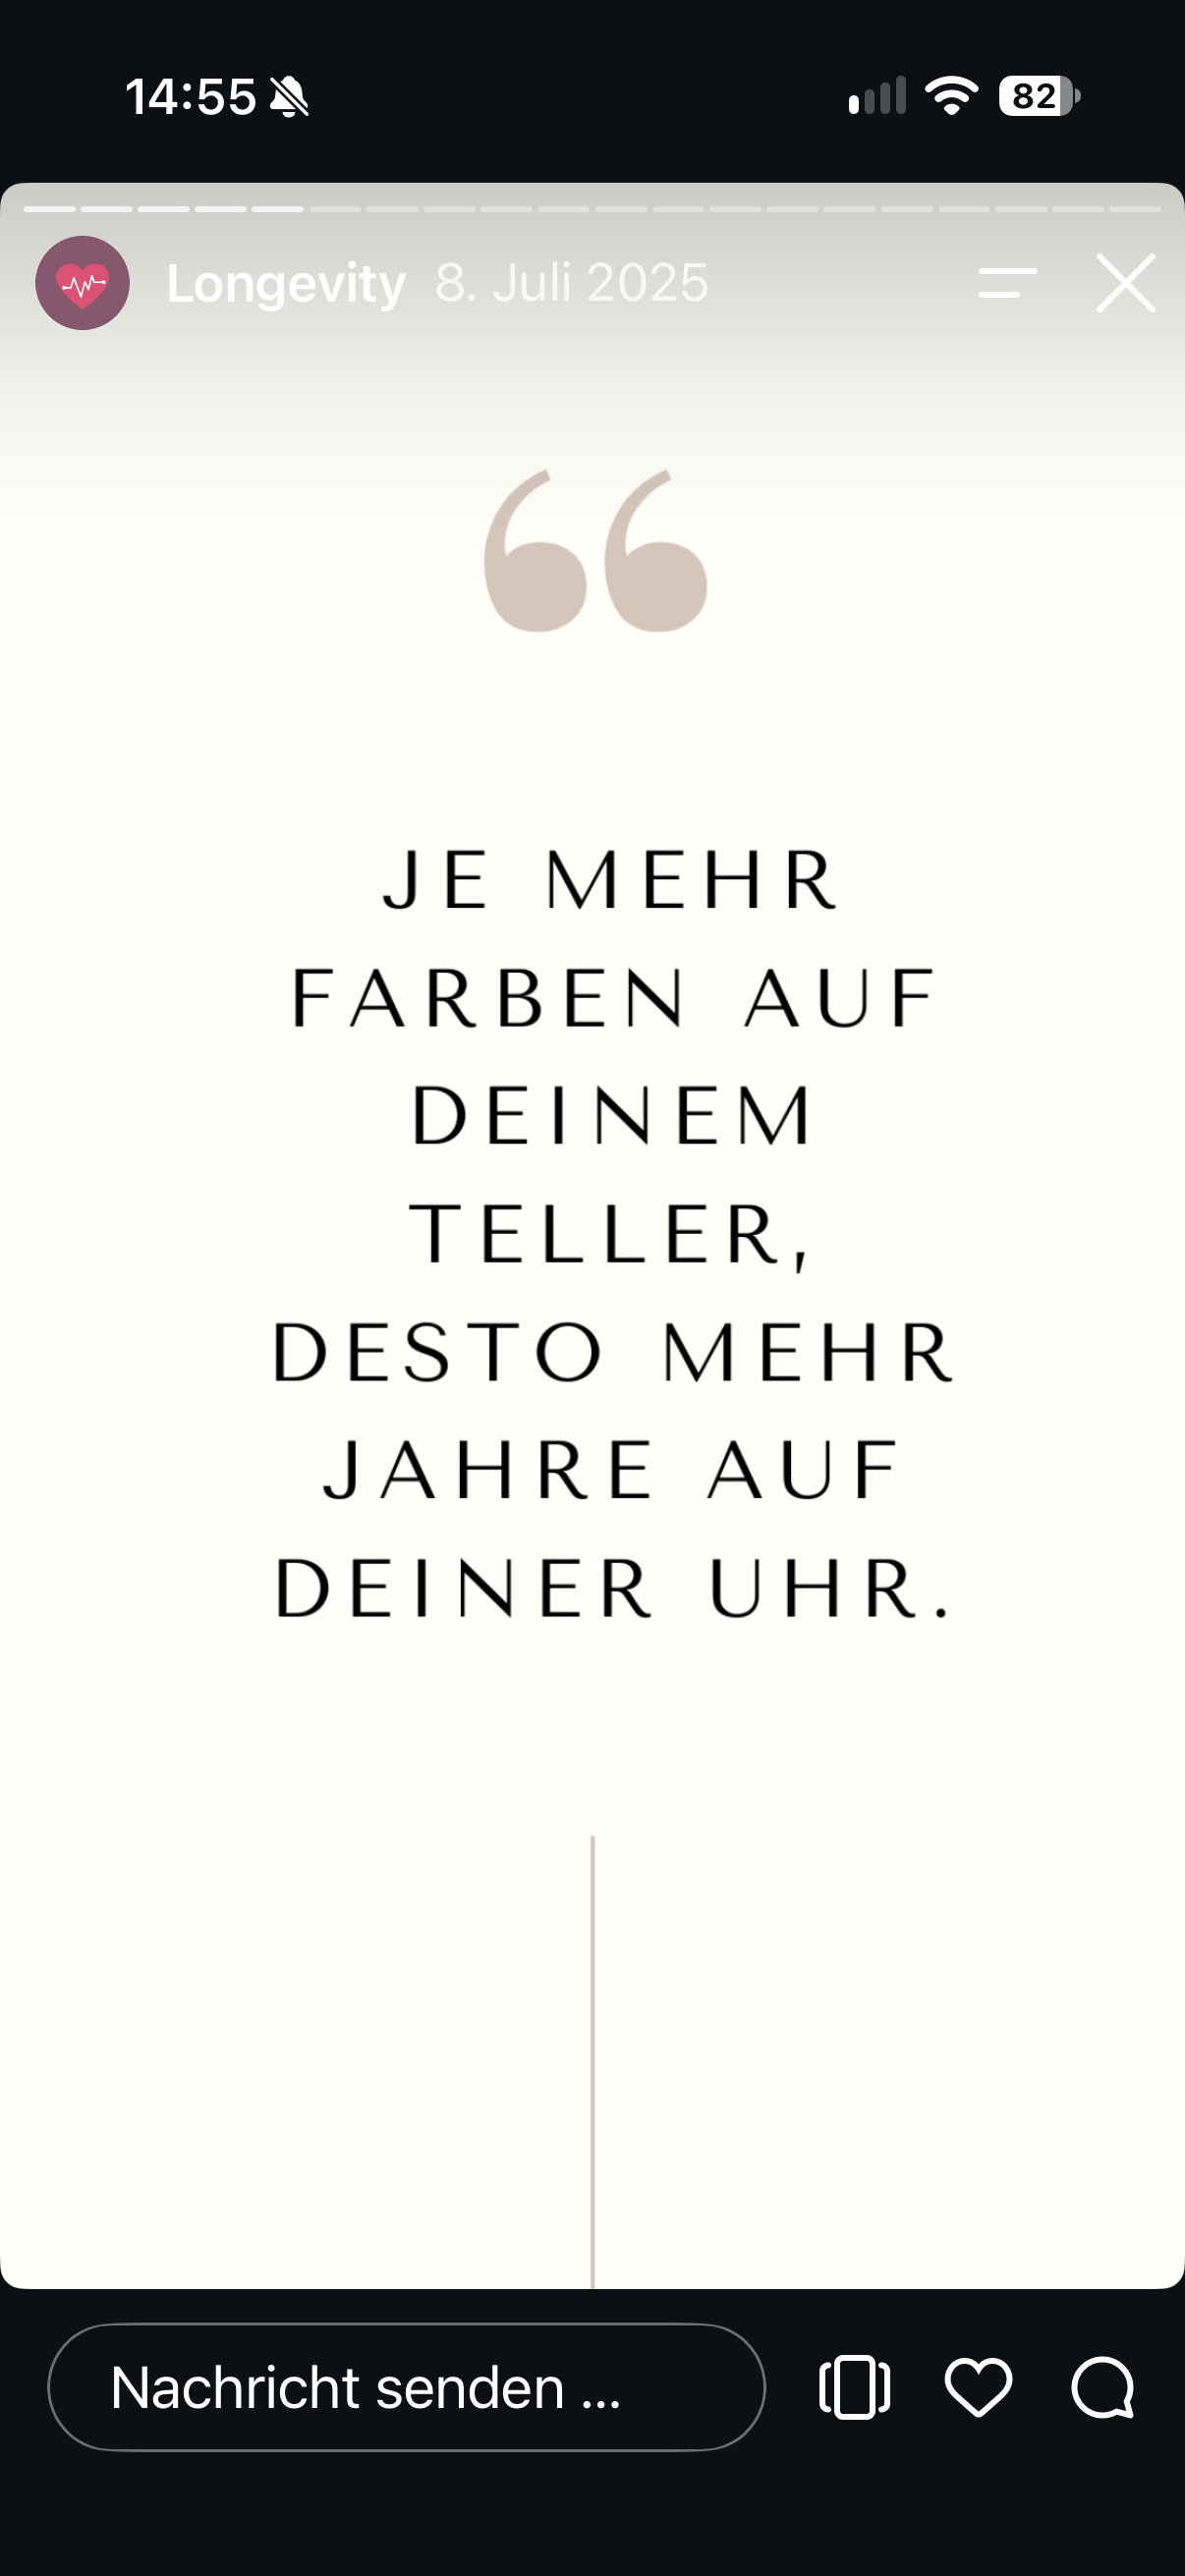 14:55
82
Longevity 8. Juli 2025
“
JE MEHR
FARBEN AUF
DEINEM
TELLER,
DESTO MEHR
JAHRE AUF
DEINER UHR.
Nachricht senden ...